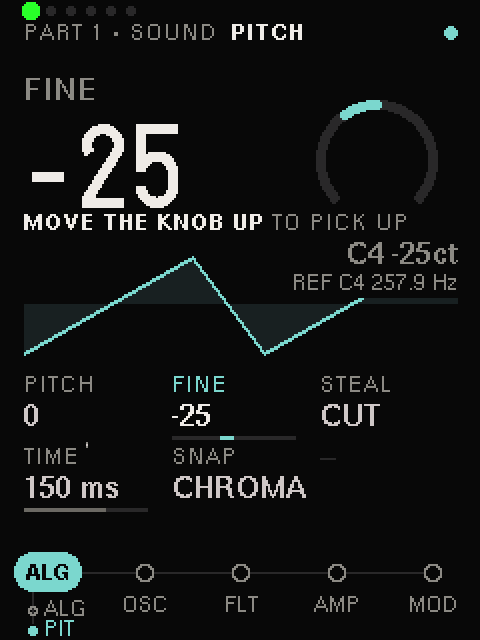 PART 1 · SOUND PITCH
FINE
-25
MOVE THE KNOB UP TO PICK UP
C4 -25ct
REF C4 257.9 Hz
PITCH FINE STEAL
0 -25 CUT
TIME ' SNAP —
150 ms CHROMA
ALG
ALG OSC FLT AMP MOD
PIT